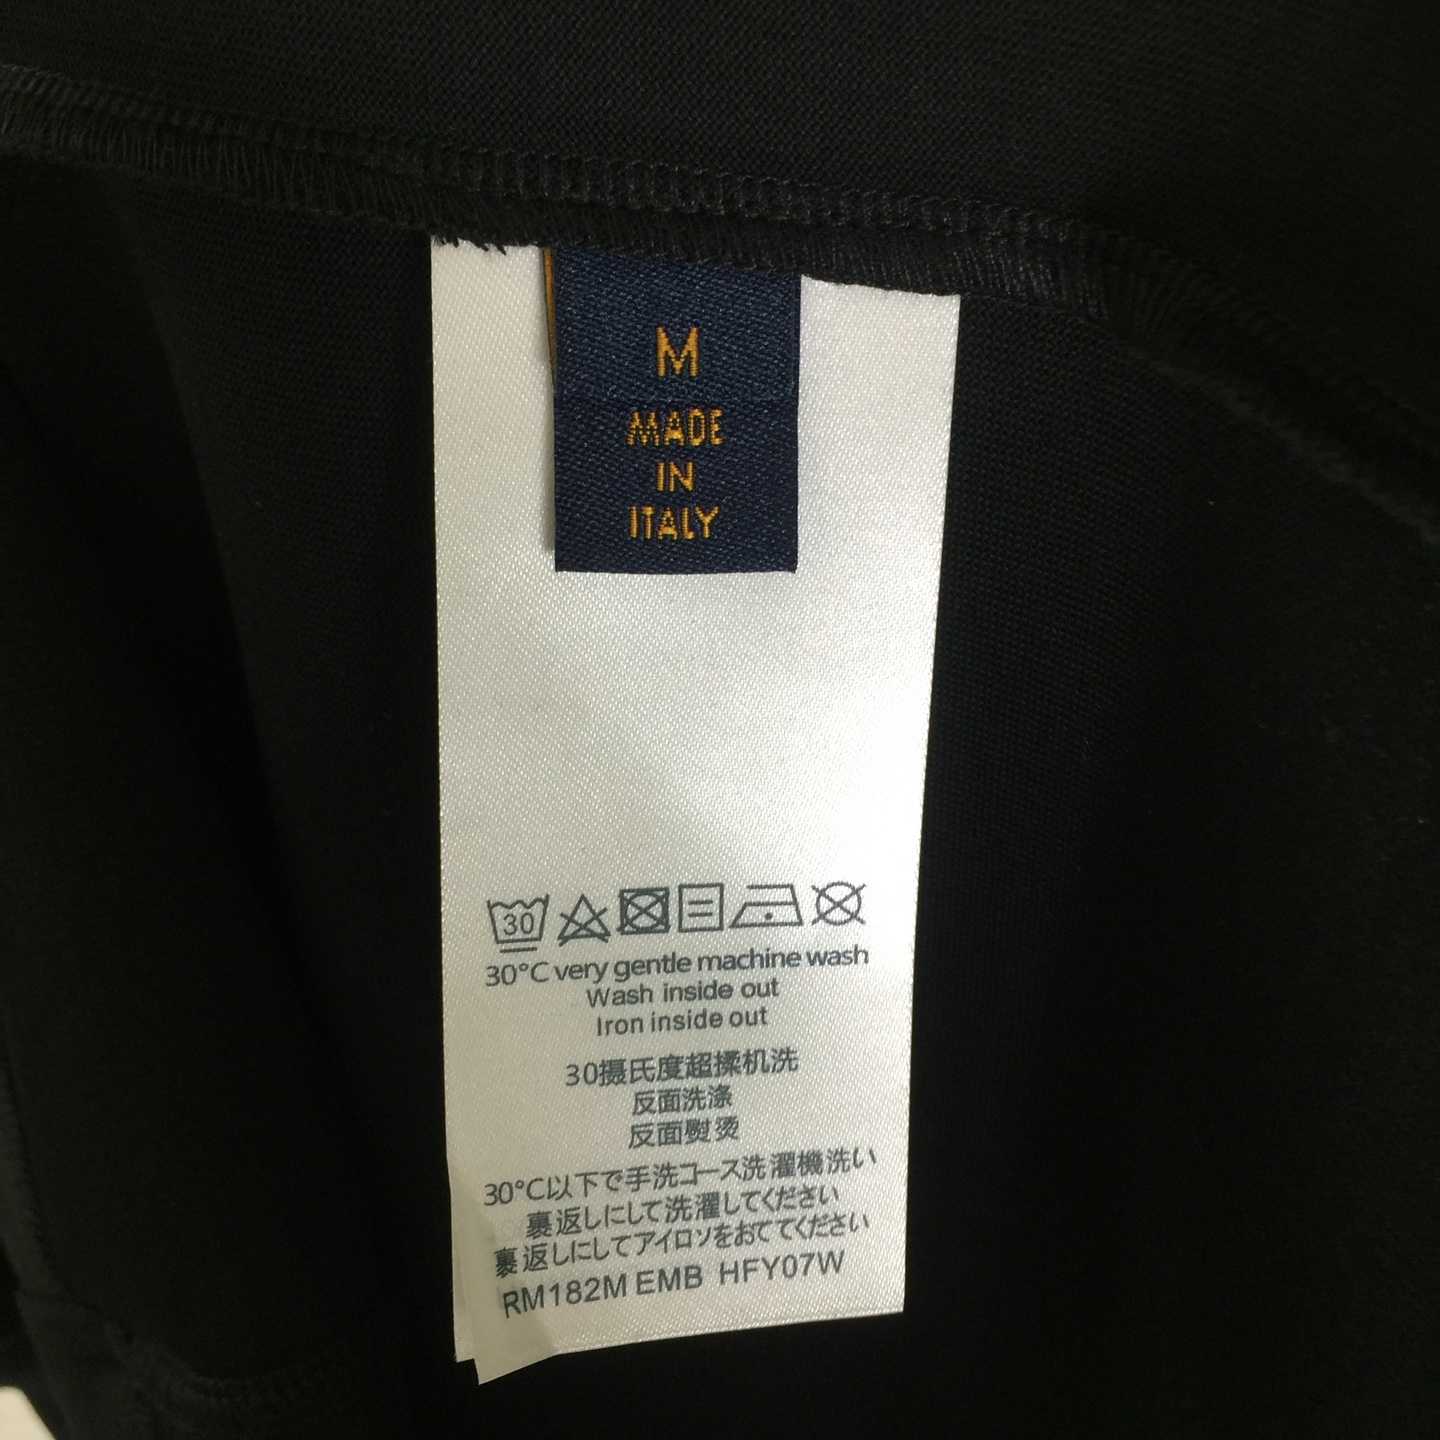 M
MADE
IN
ITALY
30
30°C very gentle machine wash
Wash inside out
Iron inside out
30摄氏度超揉机洗
反面洗涤
反面熨烫
30°C以下で手洗コース洗濯機洗い
裏返しにして洗濯してください
裏返しにしてアイロソをおててください
RM182M EMB HFY07W